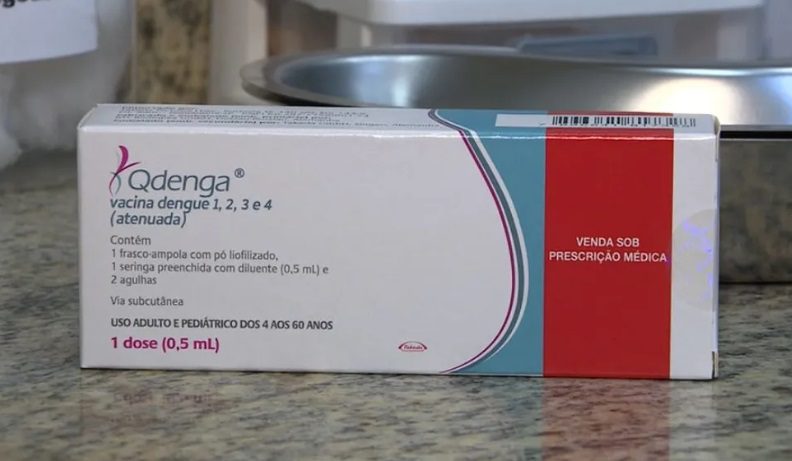 Qdenga®
vacina dengue 1, 2, 3 e 4
(atenuada)
Contém
1 frasco-ampola com pó liofilizado,
1 seringa preenchida com diluente (0,5 mL) e
2 agulhas
Via subcutânea
USO ADULTO E PEDIÁTRICO DOS 4 AOS 60 ANOS
1 dose (0,5 mL)
Takeda
VENDA SOB
PRESCRIÇÃO MÉDICA